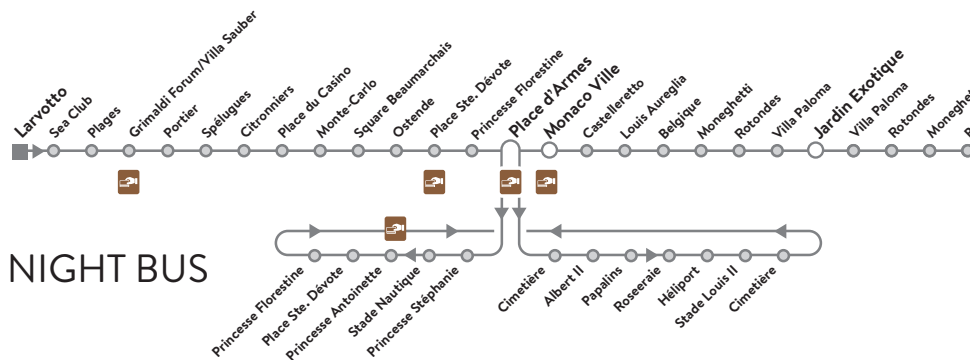 Larvotto
Sea Club
Plages
Grimaldi Forum/Villa Sauber
Portier
Spélugues
Citronniers
Place du Casino
Monte-Carlo
Square Beaumarchais
Ostende
Place Ste. Dévote
Princesse Florestine
Place d'Armes
Monaco Ville
Castelleretto
Louis Aureglia
Belgique
Moneghetti
Rotondes
Villa Paloma
Jardin Exotique
Villa Paloma
Rotondes
NIGHT BUS
Princesse Florestine
Place Ste. Dévote
Princesse Antoinette
Stade Nautique
Princesse Stéphanie
Cimetière
Albert II
Papalins
Roseeraie
Héliport
Stade Louis II
Cimetière